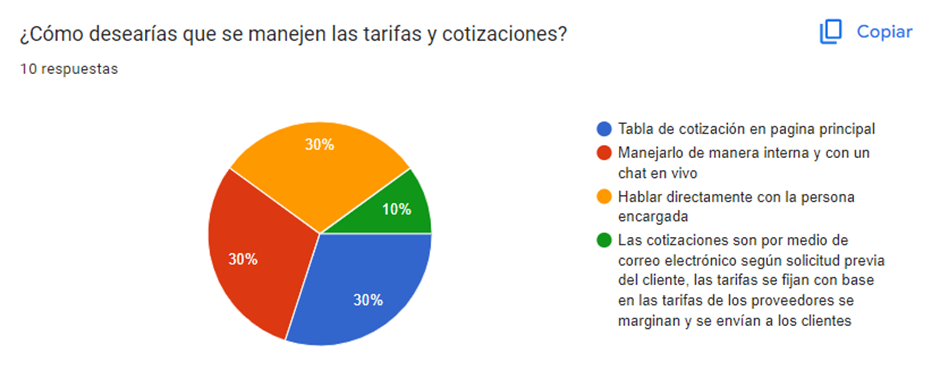 ¿Cómo desearías que se manejen las tarifas y cotizaciones?
Copiar
10 respuestas
30%
10%
30%
30%
Tabla de cotización en pagina principal
Manejarlo de manera interna y con un
chat en vivo
Hablar directamente con la persona
encargada
Las cotizaciones son por medio de
correo electrónico según solicitud previa
del cliente, las tarifas se fijan con base
en las tarifas de los proveedores se
marginan y se envían a los clientes